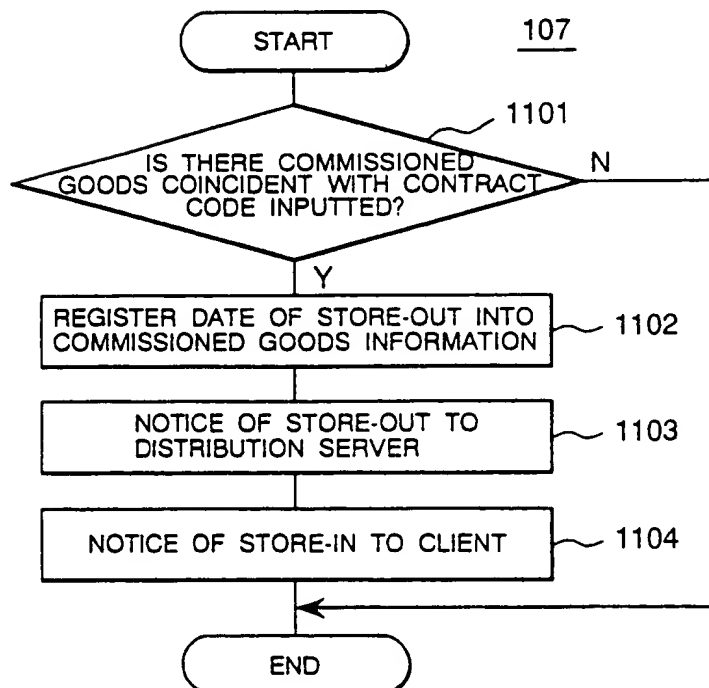 START
107
1101
IS THERE COMMISSIONED
GOODS COINCIDENT WITH CONTRACT
CODE INPUTTED?
N
Y
REGISTER DATE OF STORE-OUT INTO
COMMISSIONED GOODS INFORMATION
1102
NOTICE OF STORE-OUT TO
DISTRIBUTION SERVER
1103
NOTICE OF STORE-IN TO CLIENT
1104
END